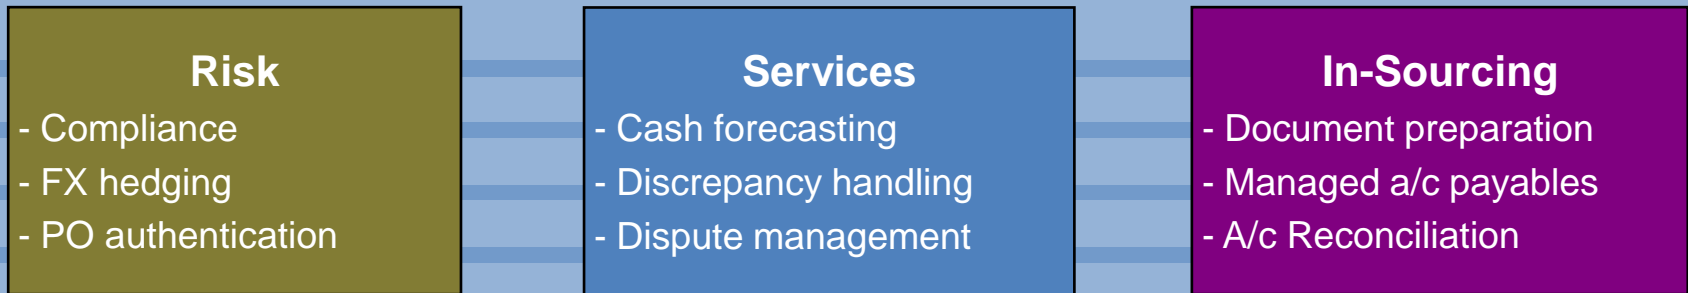 Risk
- Compliance
- FX hedging
- PO authentication
Services
- Cash forecasting
- Discrepancy handling
- Dispute management
In-Sourcing
- Document preparation
- Managed a/c payables
- A/c Reconciliation